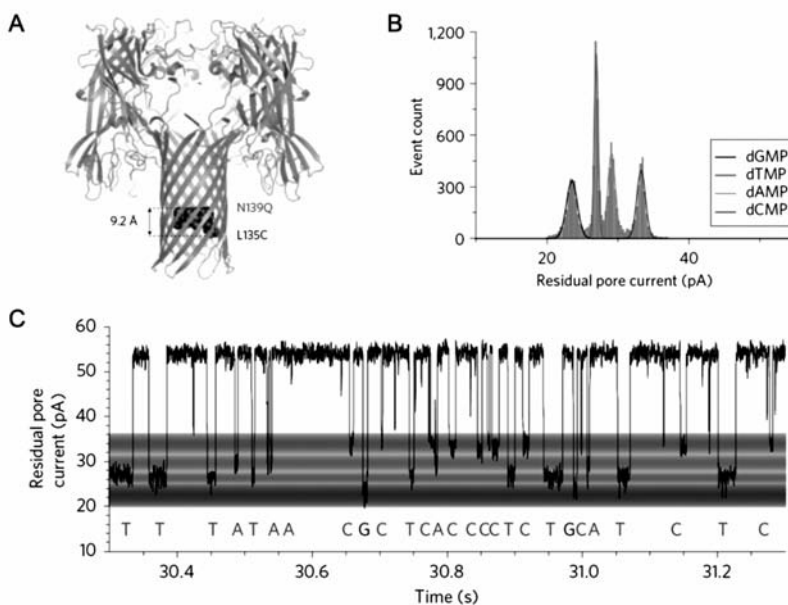 A
9.2 Å
N139Q
L135C
B
1,200
900
600
300
0
Event count
20
40
Residual pore current (pA)
dGMP
dTMP
dAMP
dCMP
C
60
50
40
30
20
10
Residual pore
current (pA)
T T T A T A A C G C T C A C C C C T C T G C A T C T C
30.4 30.6 30.8 31.0 31.2
Time (s)